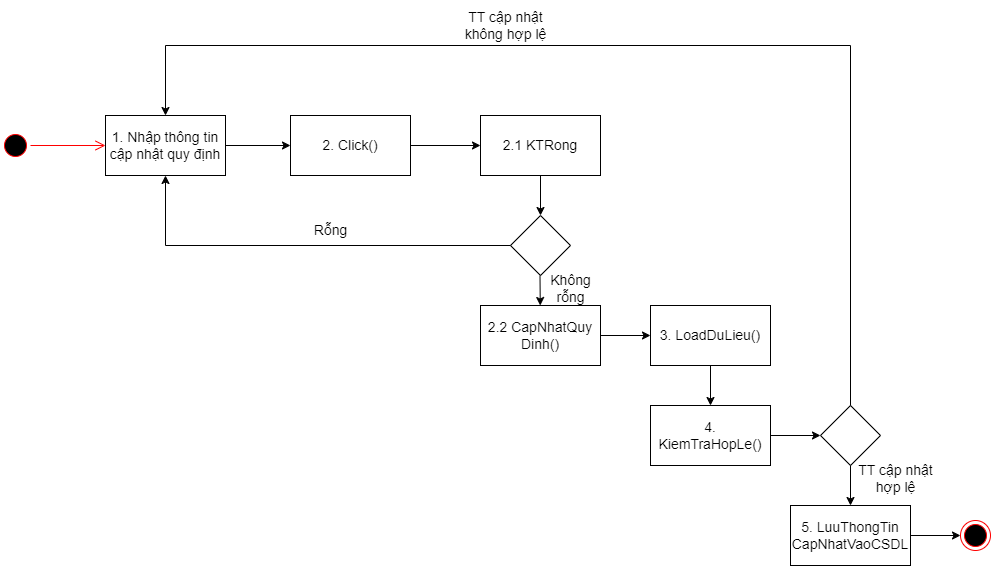 TT cập nhật
không hợp lệ
1. Nhập thông tin
cập nhật quy định
2. Click()
2.1 KTRong
Rỗng
Không
rỗng
2.2 CapNhatQuy
Dinh()
3. LoadDuLieu()
4.
KiemTraHopLe()
TT cập nhật
hợp lệ
5. LuuThongTin
CapNhatVaoCSDL